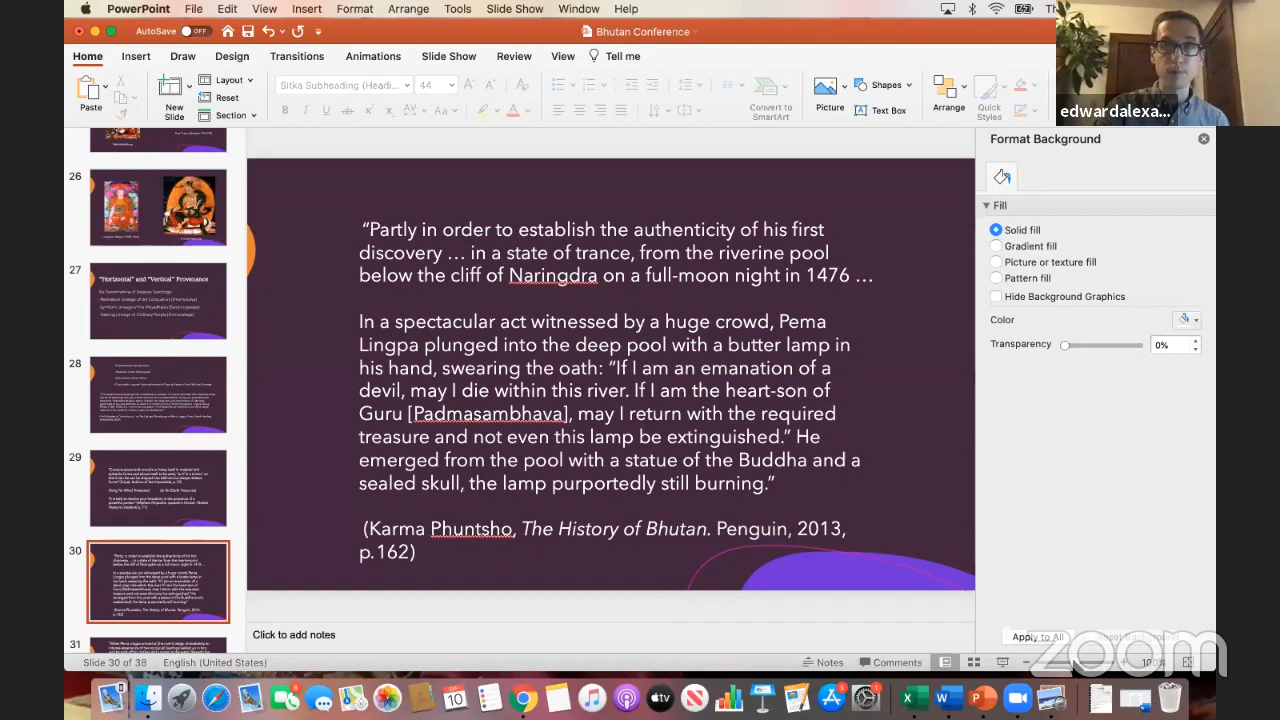 PowerPoint File Edit View Insert Format Arrange Tools Slide Show Window Help
AutoSave OFF Bhutan Conference
Home Insert Draw Design Transitions Animations Slide Show Review View Tell me
Paste
New Slide
Layout
Reset
Section
Sitka Subheading (Headi... 44
Convert to SmartArt
Picture
Shapes
Text Box
Arrange
Quick Styles
edwardalexa...
26
27
"Horizontal" and "Vertical" Provenance
28
29
30
31
“Partly in order to establish the authenticity of his first
discovery … in a state of trance, from the riverine pool
below the cliff of Narindra on a full-moon night in 1476 …
In a spectacular act witnessed by a huge crowd, Pema
Lingpa plunged into the deep pool with a butter lamp in
his hand, swearing the oath: “If I am an emanation of
devil, may I die within the river. If I am the heart-son of
Guru [Padmasambhava], may I return with the required
treasure and not even this lamp be extinguished.” He
emerged from the pool with a statue of the Buddha and a
sealed skull, the lamp purportedly still burning.”
(Karma Phuntsho, The History of Bhutan. Penguin, 2013,
p.162)
Format Background
Fill
Solid fill
Gradient fill
Picture or texture fill
Pattern fill
Hide Background Graphics
Color
Transparency 0%
Apply to All Reset Background
Click to add notes
Slide 30 of 38 English (United States) Notes Comments 100%
zoom